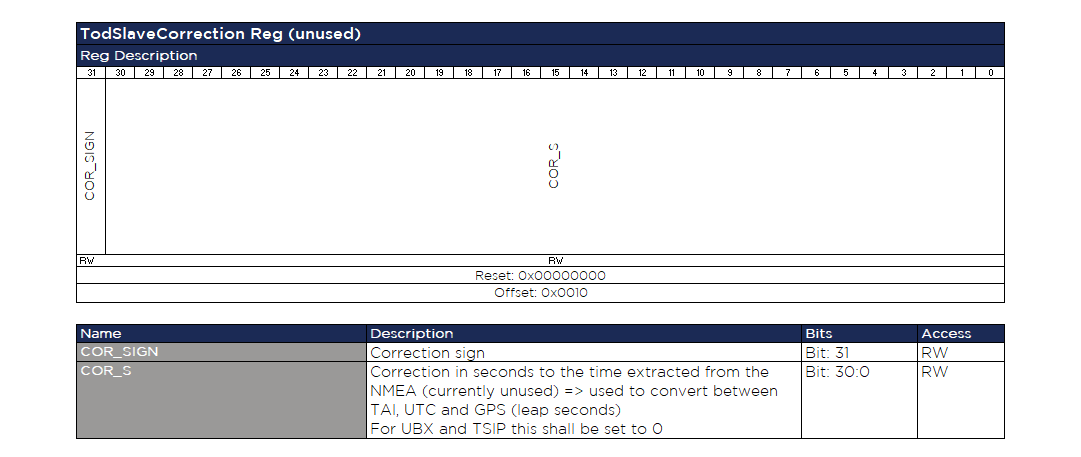 TodSlaveCorrection Reg (unused)
Reg Description
31 30 29 28 27 26 25 24 23 22 21 20 19 18 17 16 15 14 13 12 11 10 9 8 7 6 5 4 3 2 1 0
COR_SIGN COR_S
RW RW
Reset: 0x00000000
Offset: 0x0010
Name Description Bits Access
COR_SIGN Correction sign Bit: 31 RW
COR_S Correction in seconds to the time extracted from the Bit: 30:0 RW
NMEA (currently unused) => used to convert between
TAI, UTC and GPS (leap seconds)
For UBX and TSIP this shall be set to 0